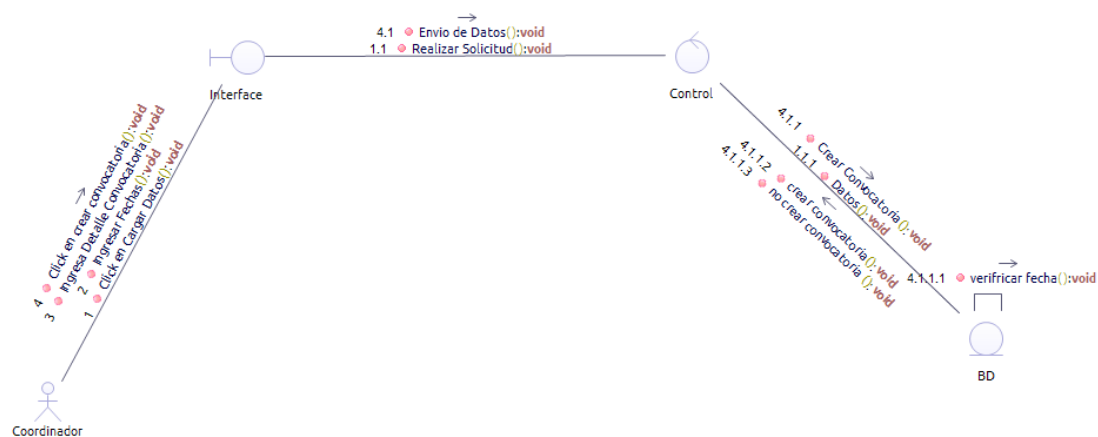 4.1 Envio de Datos():void
1.1 Realizar Solicitud():void
Interface
Control
4 Click en crear convocatoria():void
3 Ingresa Detalle Convocatoria():void
2 Ingresar Fechas():void
1 Click en Cargar Datos():void
4.1.1 Crear Convocatoria():void
1.1.1 Datos():void
4.1.1.2 crear convocatoria():void
4.1.1.3 no crear convocatoria ():void
4.1.1.1 verifricar fecha():void
BD
Coordinador